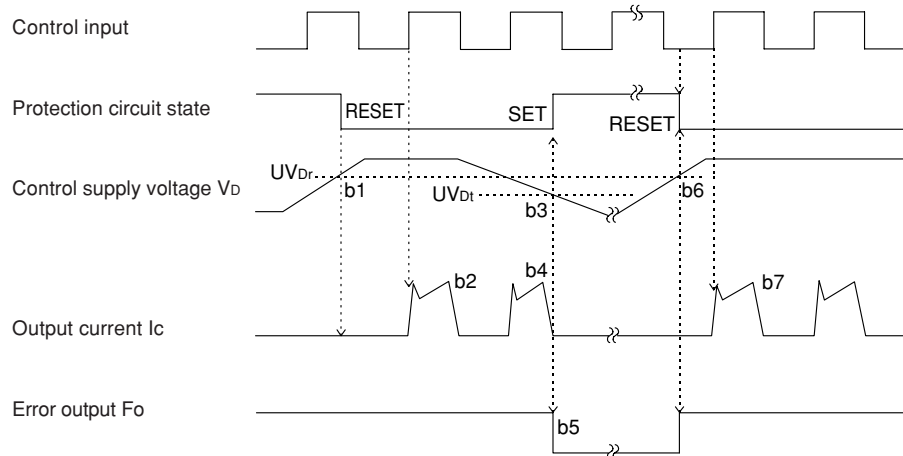 Control input
Protection circuit state
RESET
SET
RESET
Control supply voltage VD
UVDr
b1
UVDt
b3
b6
b2
b4
b7
Output current Ic
Error output Fo
b5